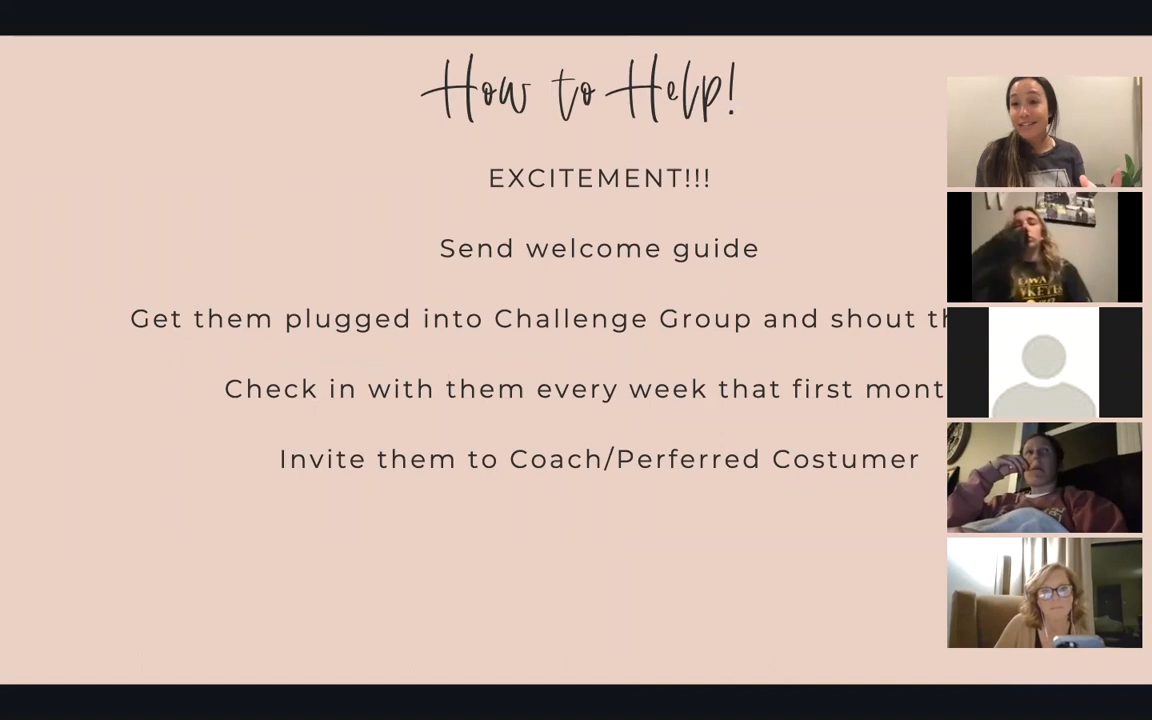 How to Help!
EXCITEMENT!!!
Send welcome guide
Get them plugged into Challenge Group and shout
Check in with them every week that first
Invite them to Coach/Perferred Costumer